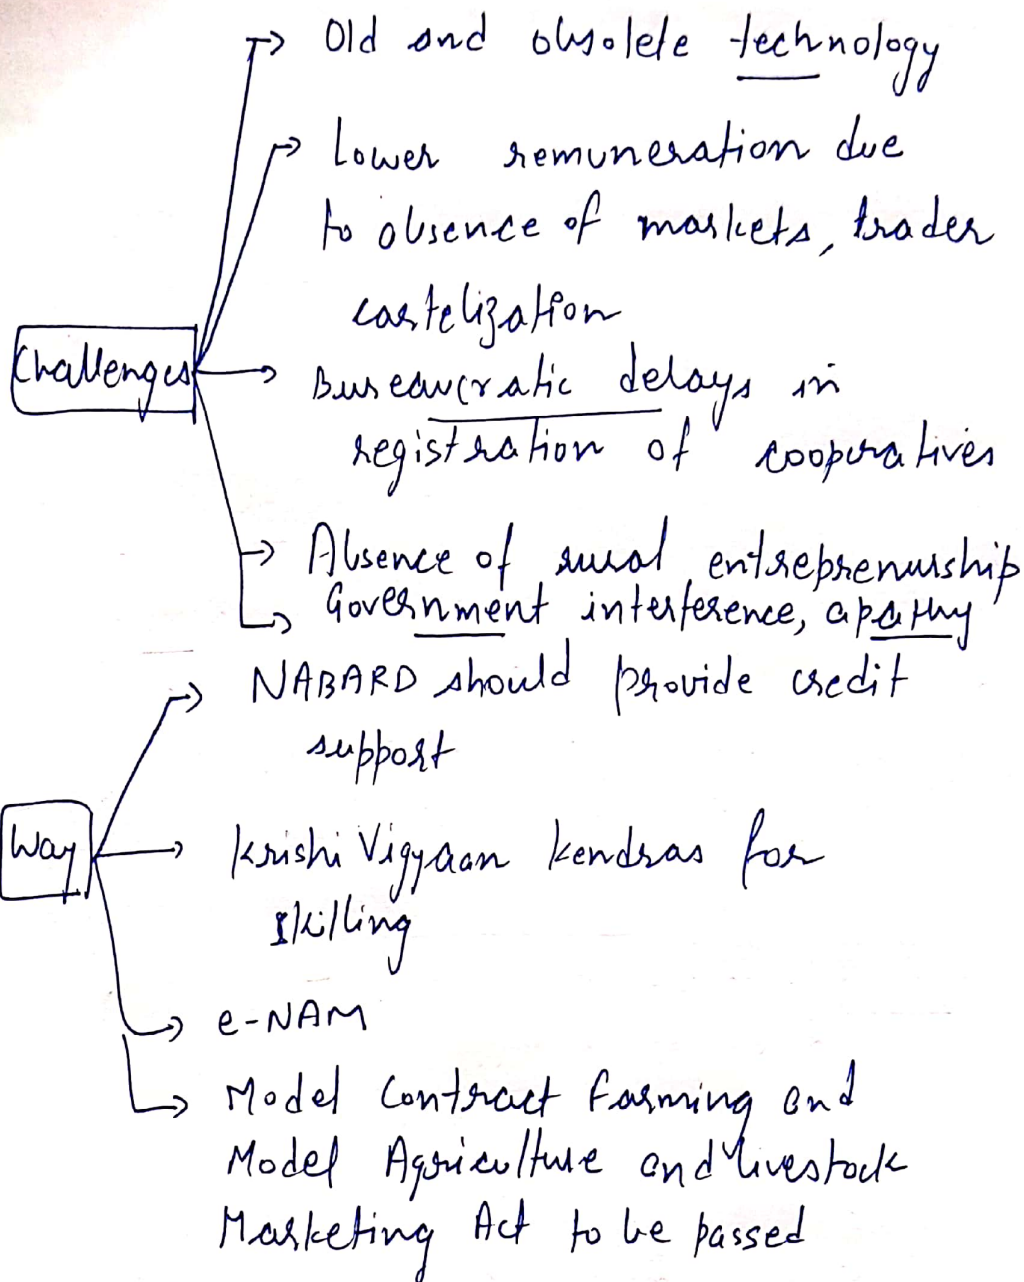 Old and obsolete technology
Lower remuneration due
to absence of markets, trader
cartelization
Challenges
Bureaucratic delays in
registration of cooperatives
Absence of rural entreprenurship
Government interference, apathy
NABARD should provide credit
support
Way
Krishi Vigyaan Kendras for
skilling
e-NAM
Model Contract Farming and
Model Agriculture and livestock
Marketing Act to be passed